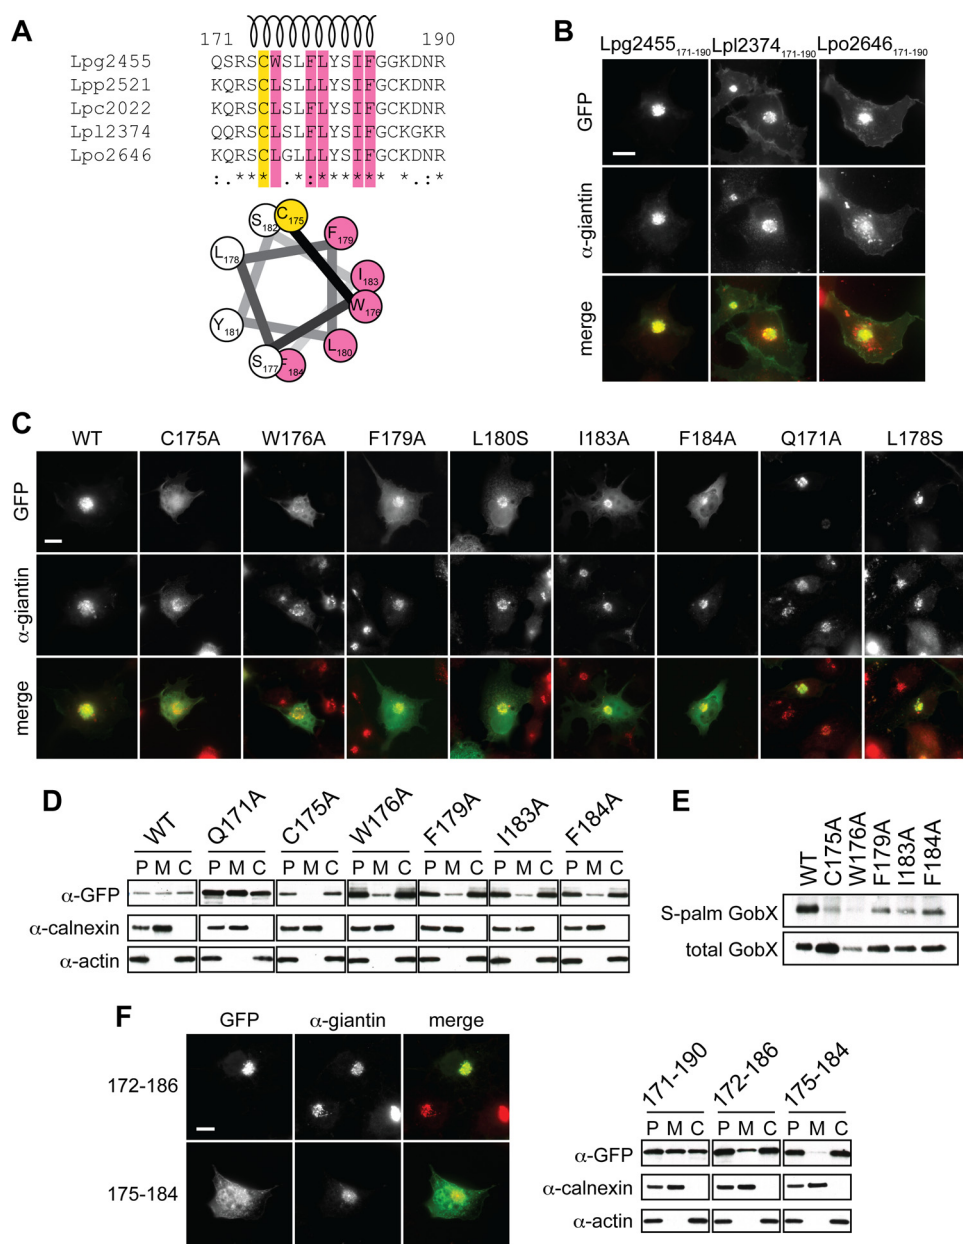 A
171 190
Lpg2455 QSRSCWSLFLYSIFGGKDNR
Lpp2521 KQRSCLSLLLYSIFGCKDNR
Lpc2022 KQRSCLSLLLYSIFGCKDNR
Lpl2374 QQRSCLSLFLYSIFGCKGKR
Lpo2646 KQRSCLGLLLYSIFGCKDNR
:.*** .*:****** * .:*
S182 C175 F179
L178 I183
W176
Y181 L180
S177 F184
B
Lpg2455171-190 Lpl2374171-190 Lpo2646171-190
GFP
α-giantin
merge
C
WT C175A W176A F179A L180S I183A F184A Q171A L178S
GFP
α-giantin
merge
D
WT Q171A C175A W176A F179A I183A F184A
P M C P M C P M C P M C P M C P M C P M C
α-GFP
α-calnexin
α-actin
E
WT C175A W176A F179A I183A F184A
S-palm GobX
total GobX
F
GFP α-giantin merge
172-186
175-184
171-190 172-186 175-184
P M C P M C P M C
α-GFP
α-calnexin
α-actin